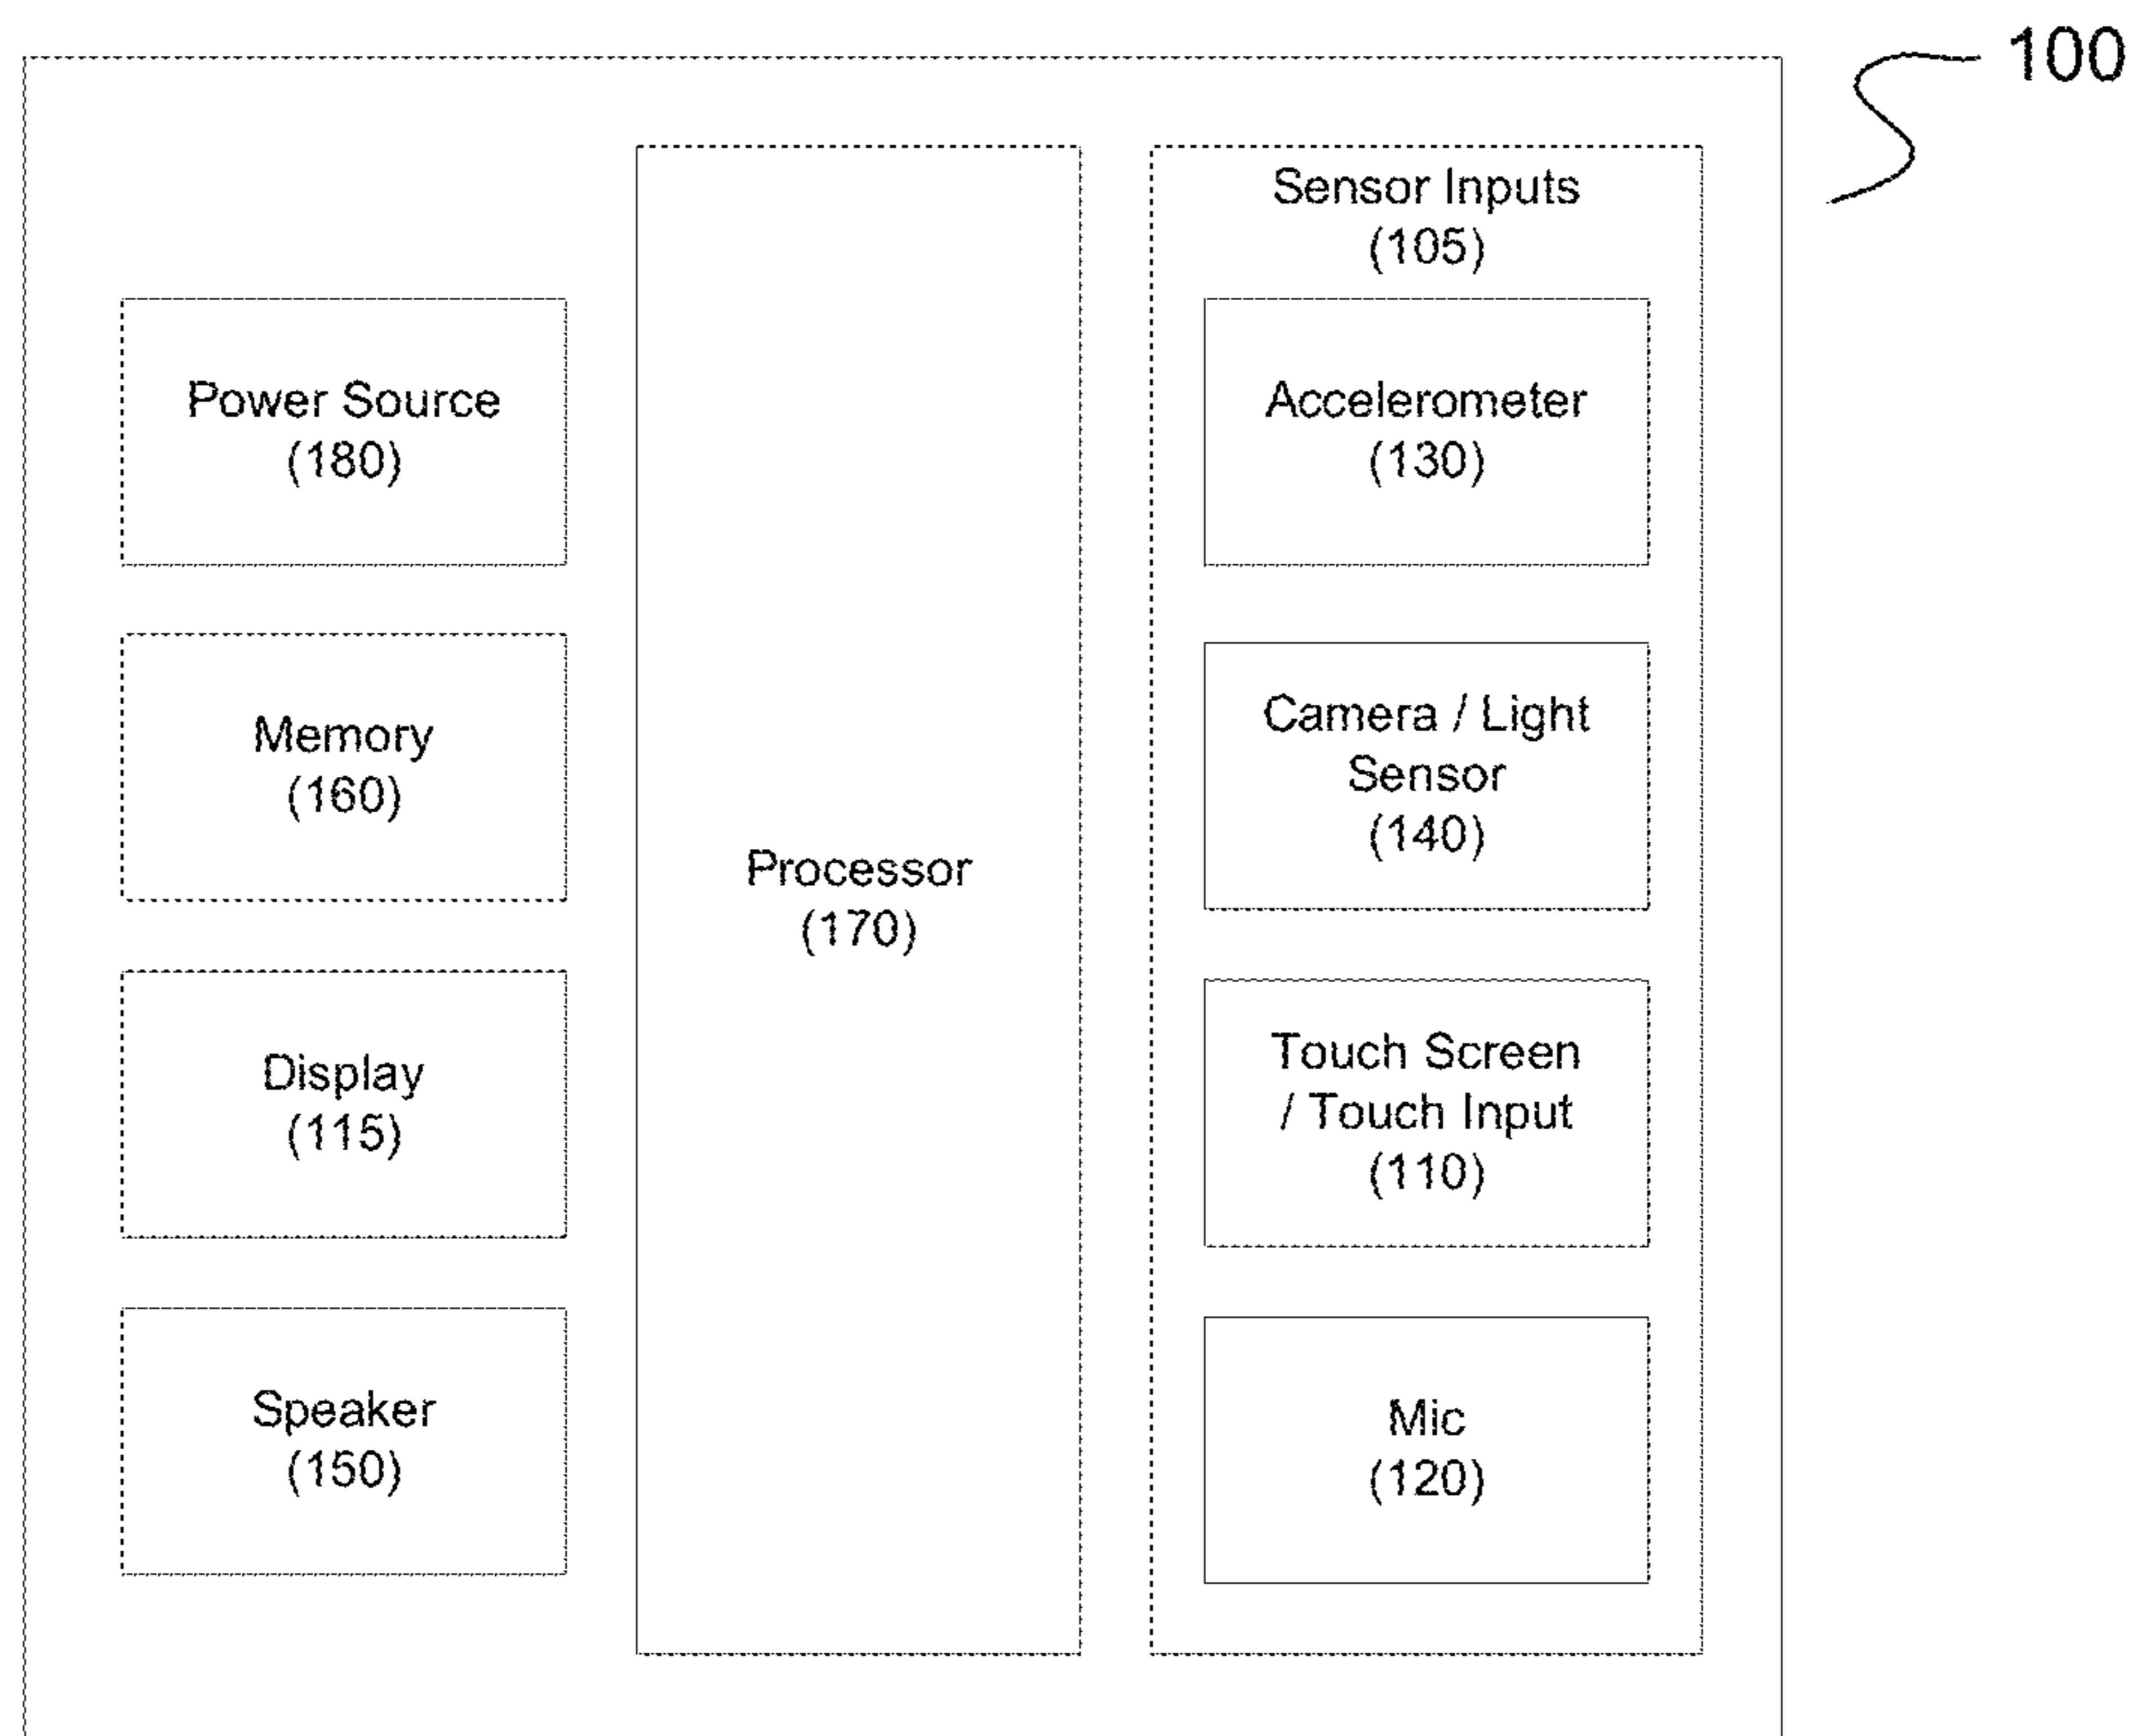 100
Power Source
(180)
Memory
(160)
Display
(115)
Speaker
(150)
Processor
(170)
Sensor Inputs
(105)
Accelerometer
(130)
Camera / Light
Sensor
(140)
Touch Screen
/ Touch Input
(110)
Mic
(120)